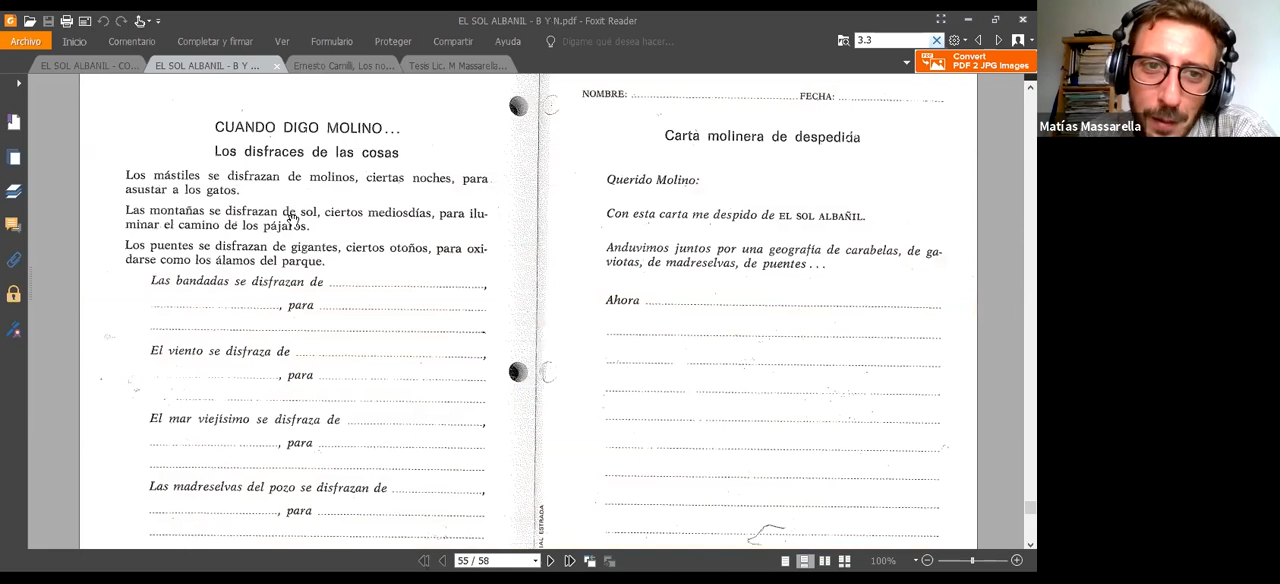 EL SOL ALBANIL - B Y N.pdf - Foxit Reader
Archivo
Inicio
Comentario
Completar y firmar
Ver
Formulario
Proteger
Compartir
Ayuda
Digame qué desea hacer...
3.3
EL SOL ALBANIL - CO...
EL SOL ALBANIL - B Y ...
Ernesto Camilli, Los no...
Tesis Lic. M Massarella...
Convert
PDF 2 JPG Images
Matías Massarella
CUANDO DIGO MOLINO...
Los disfraces de las cosas
Los mástiles se disfrazan de molinos, ciertas noches, para
asustar a los gatos.
Las montañas se disfrazan de sol, ciertos mediosdías, para ilu-
minar el camino de los pájaros.
Los puentes se disfrazan de gigantes, ciertos otoños, para oxi-
darse como los álamos del parque.
Las bandadas se disfrazan de ,
, para
.
El viento se disfraza de ,
, para
El mar viejísimo se disfraza de ,
, para
Las madreselvas del pozo se disfrazan de ,
, para
NOMBRE: FECHA:
Carta molinera de despedida
Querido Molino:
Con esta carta me despido de EL SOL ALBAÑIL.
Anduvimos juntos por una geografía de carabelas, de ga-
viotas, de madreselvas, de puentes ...
Ahora
IAL ESTRADA
55 / 58
100%